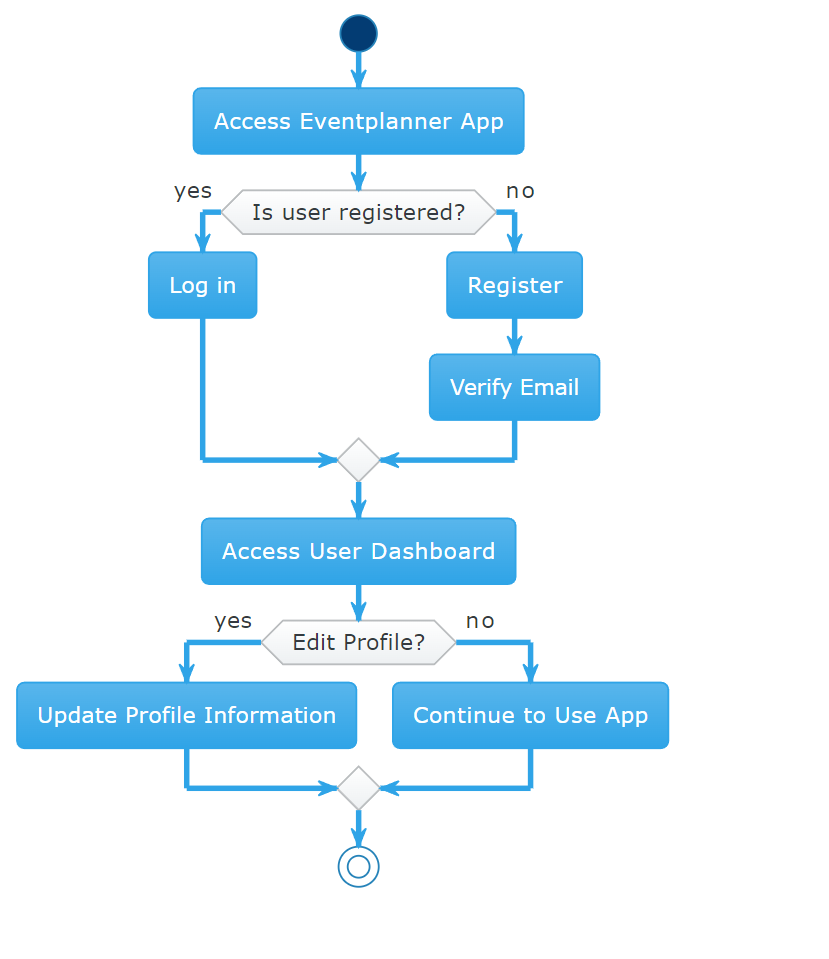 Access Eventplanner App
yes
no
Is user registered?
Log in
Register
Verify Email
Access User Dashboard
yes
no
Edit Profile?
Update Profile Information
Continue to Use App